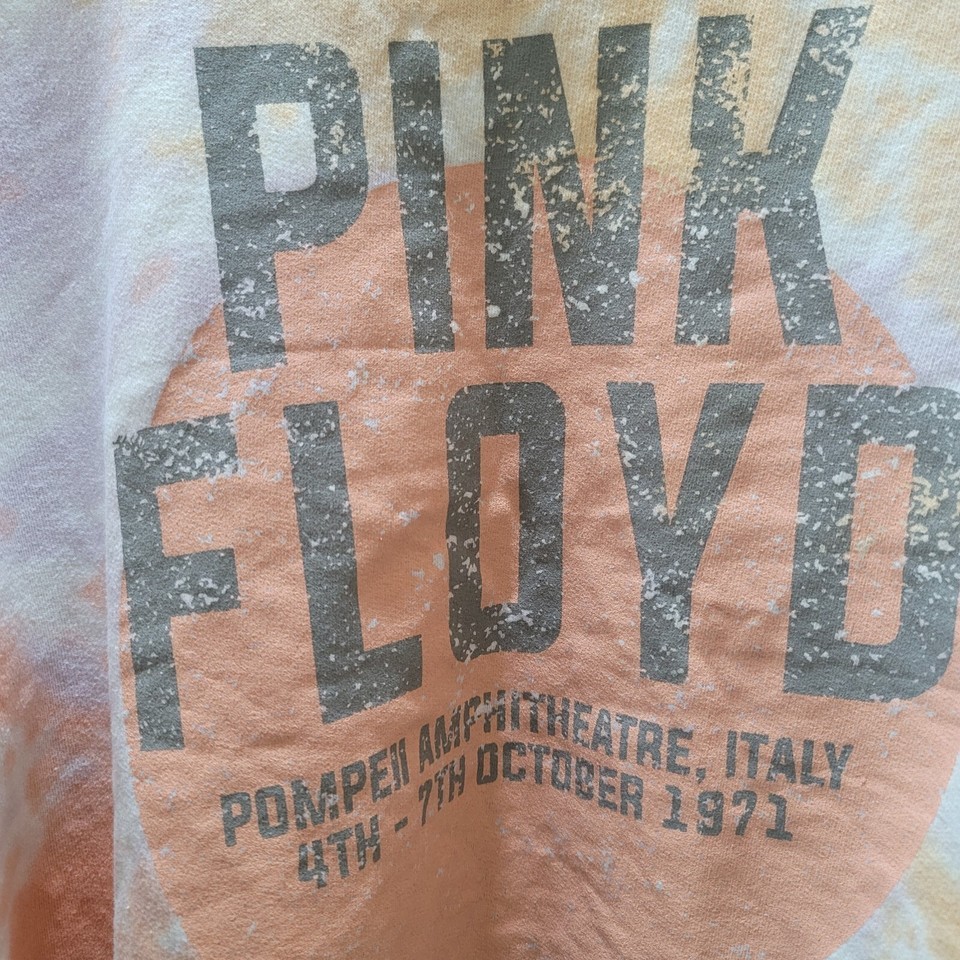 PINK
FLOYD
POMPEII AMPHITHEATRE, ITALY
4TH - 7TH OCTOBER 1971